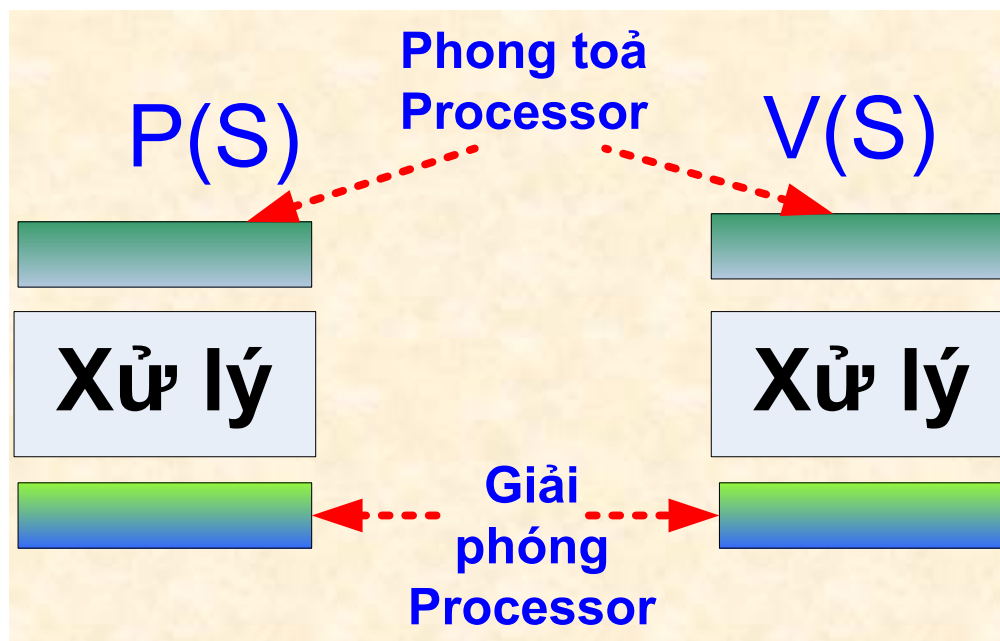 Phong toả
Processor
P(S)
V(S)
Xử lý
Xử lý
Giải
phóng
Processor